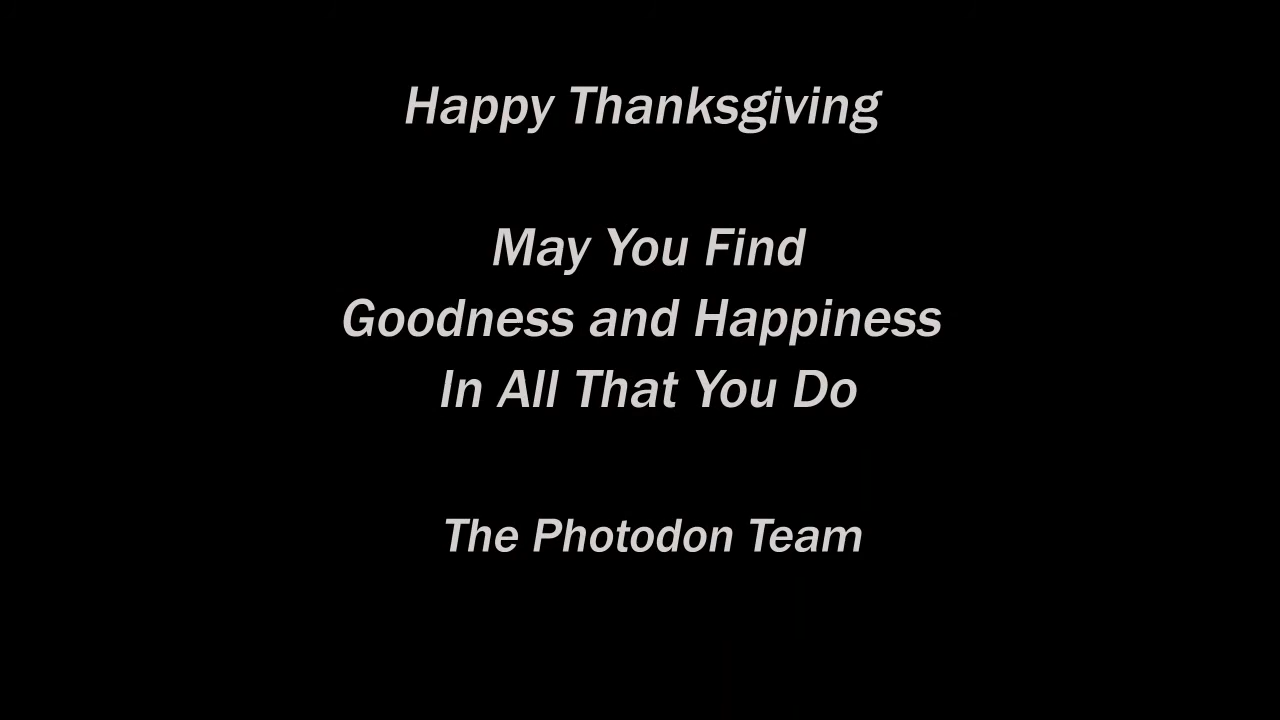 Happy Thanksgiving
May You Find
Goodness and Happiness
In All That You Do
The Photodon Team